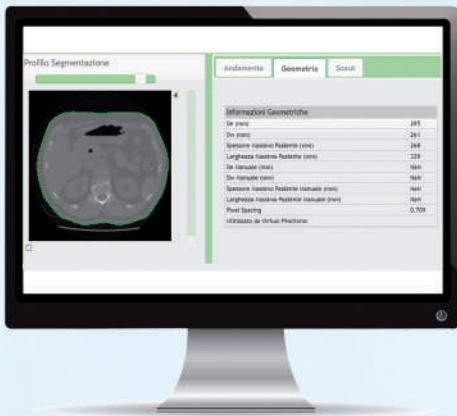 Profilo Segmentazione
Andamento Geometria Scout
Informazioni Geometriche
De (mm) 295
Dw (mm) 261
Spessore Massimo Paziente (mm) 268
Larghezza Massima Paziente (mm) 329
De Manuale (mm) NaN
Dw Manuale (mm) NaN
Spessore Massimo Paziente Manuale (mm) NaN
Larghezza Massima Paziente Manuale (mm) NaN
Pixel Spacing 0,709
Utilizzato da Virtual Phantoms